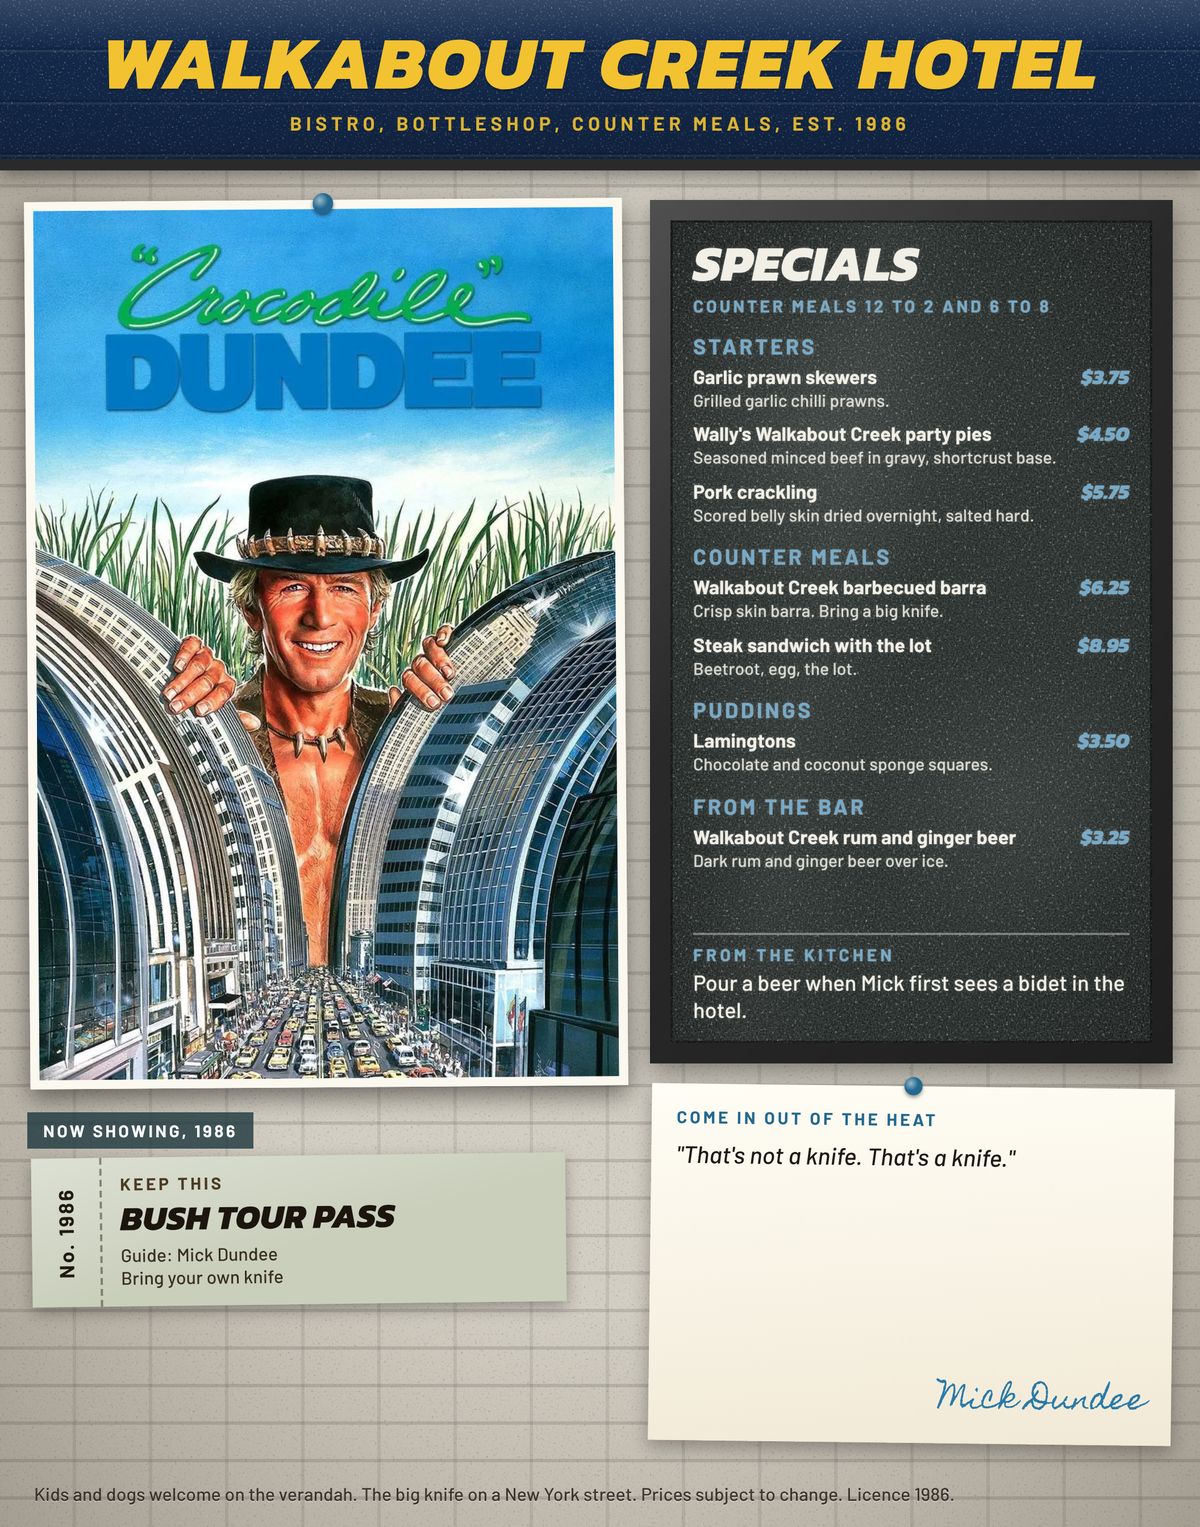 WALKABOUT CREEK HOTEL
BISTRO, BOTTLESHOP, COUNTER MEALS, EST. 1986
"Crocodile"
DUNDEE
NOW SHOWING, 1986
No. 1986
KEEP THIS
BUSH TOUR PASS
Guide: Mick Dundee
Bring your own knife
SPECIALS
COUNTER MEALS 12 TO 2 AND 6 TO 8
STARTERS
Garlic prawn skewers $3.75
Grilled garlic chilli prawns.
Wally's Walkabout Creek party pies $4.50
Seasoned minced beef in gravy, shortcrust base.
Pork crackling $5.75
Scored belly skin dried overnight, salted hard.
COUNTER MEALS
Walkabout Creek barbecued barra $6.25
Crisp skin barra. Bring a big knife.
Steak sandwich with the lot $8.95
Beetroot, egg, the lot.
PUDDINGS
Lamingtons $3.50
Chocolate and coconut sponge squares.
FROM THE BAR
Walkabout Creek rum and ginger beer $3.25
Dark rum and ginger beer over ice.
FROM THE KITCHEN
Pour a beer when Mick first sees a bidet in the
hotel.
COME IN OUT OF THE HEAT
"That's not a knife. That's a knife."
Mick Dundee
Kids and dogs welcome on the verandah. The big knife on a New York street. Prices subject to change. Licence 1986.